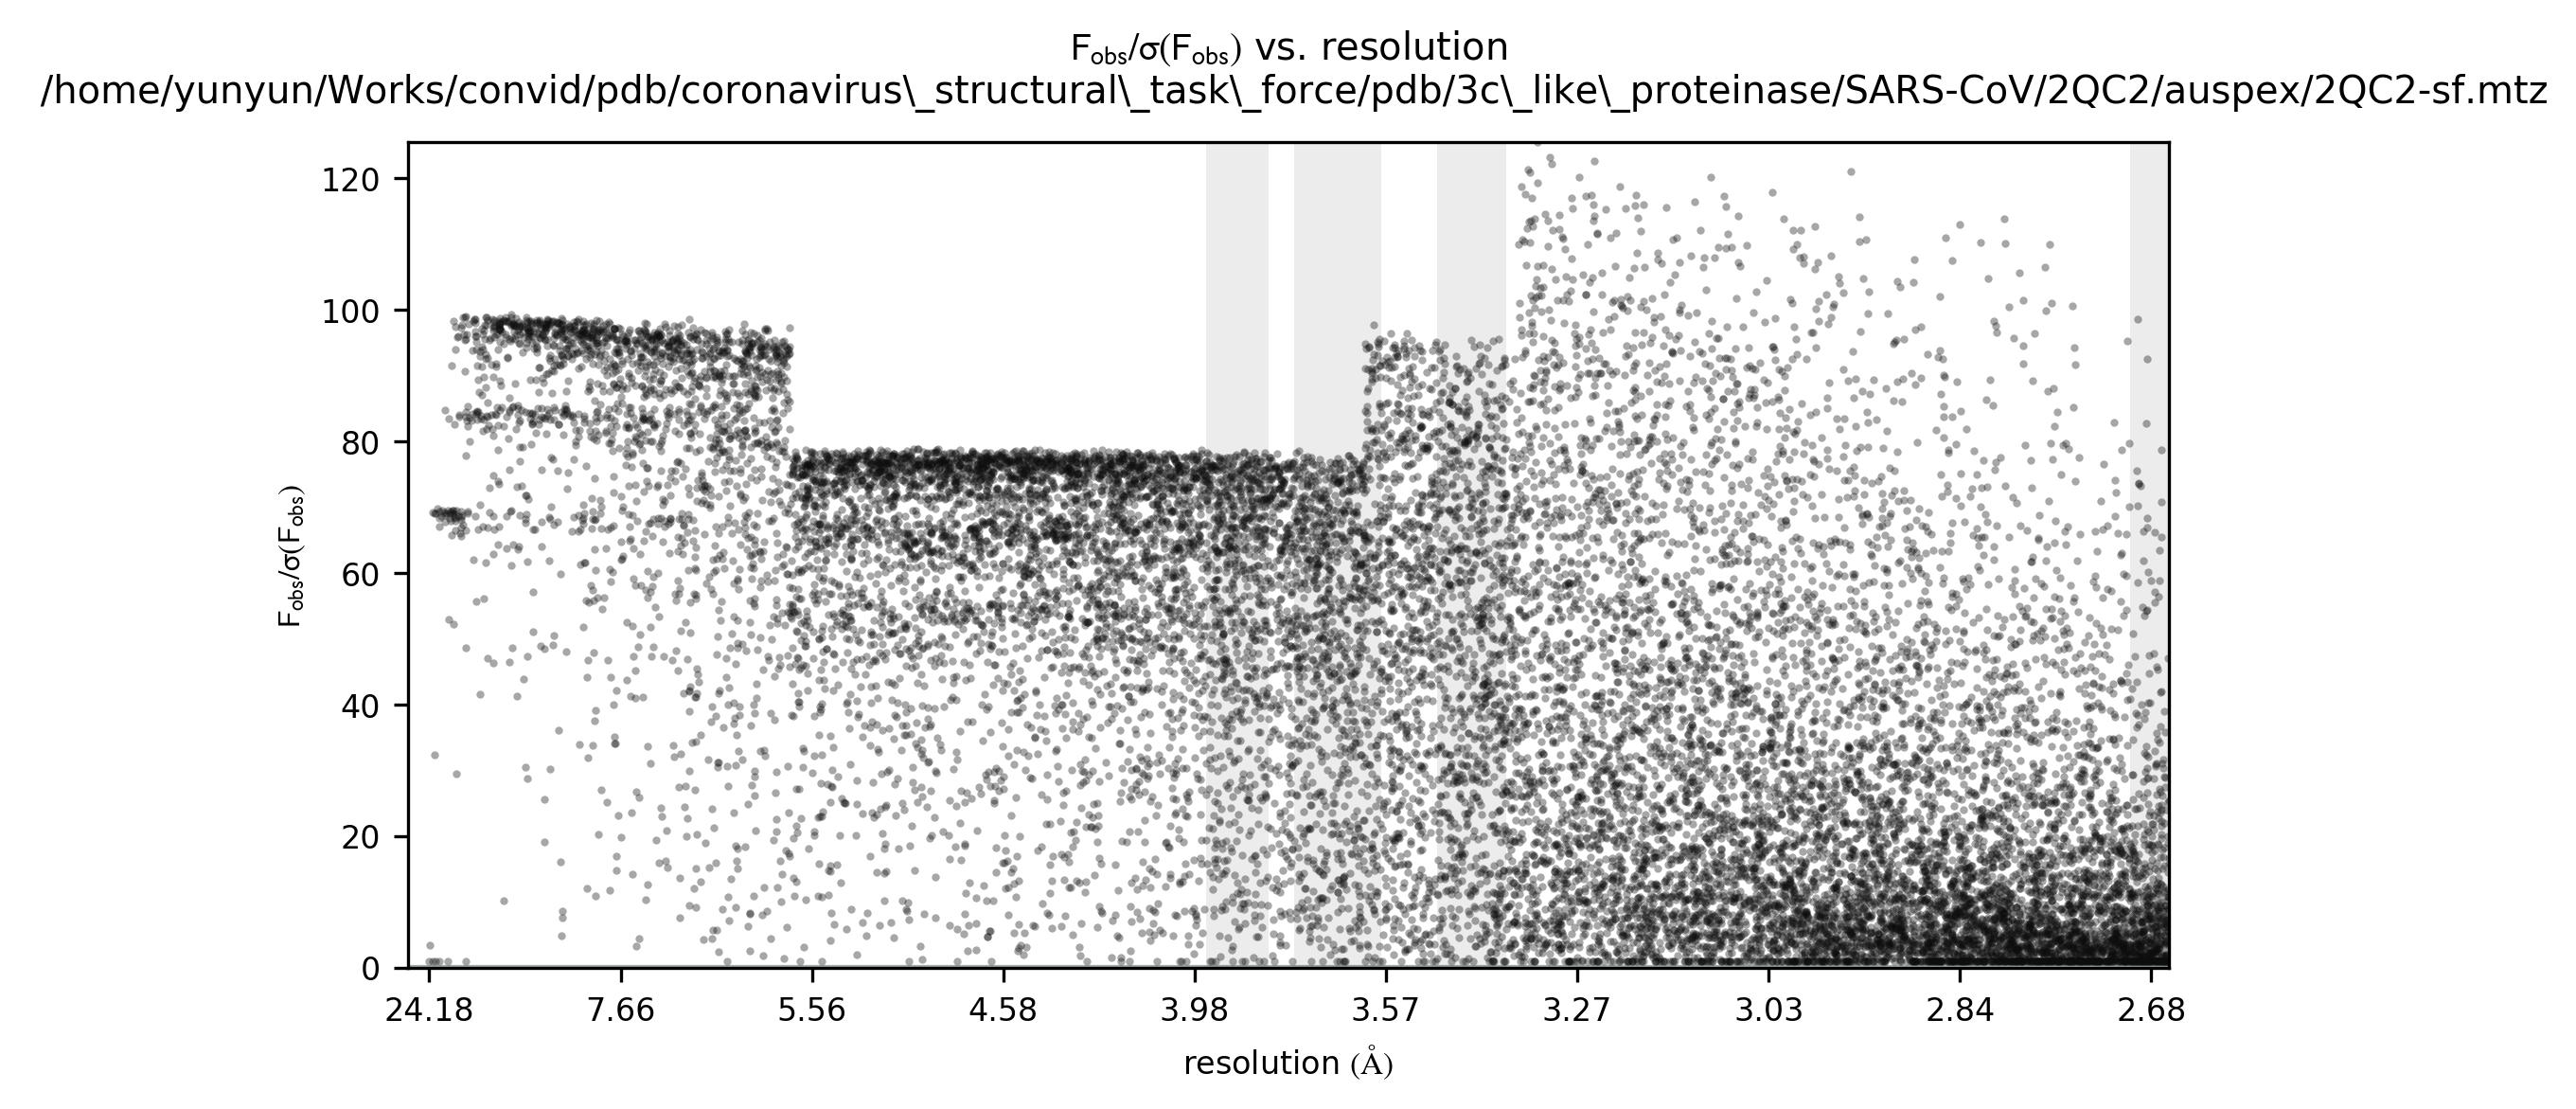 Fobs/σ(Fobs) vs. resolution
/home/yunyun/Works/convid/pdb/coronavirus\_structural\_task\_force/pdb/3c\_like\_proteinase/SARS-CoV/2QC2/auspex/2QC2-sf.mtz
120
100
80
60
40
20
0
Fobs/σ(Fobs)
24.18 7.66 5.56 4.58 3.98 3.57 3.27 3.03 2.84 2.68
resolution (Å)